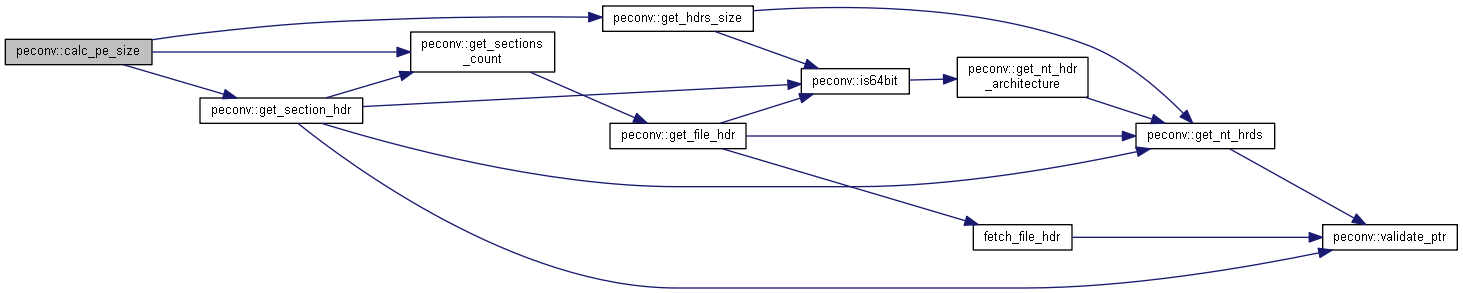 peconv::calc_pe_size
peconv::get_hdrs_size
peconv::get_sections
_count
peconv::get_section_hdr
peconv::is64bit
peconv::get_nt_hdr
_architecture
peconv::get_file_hdr
peconv::get_nt_hrds
fetch_file_hdr
peconv::validate_ptr